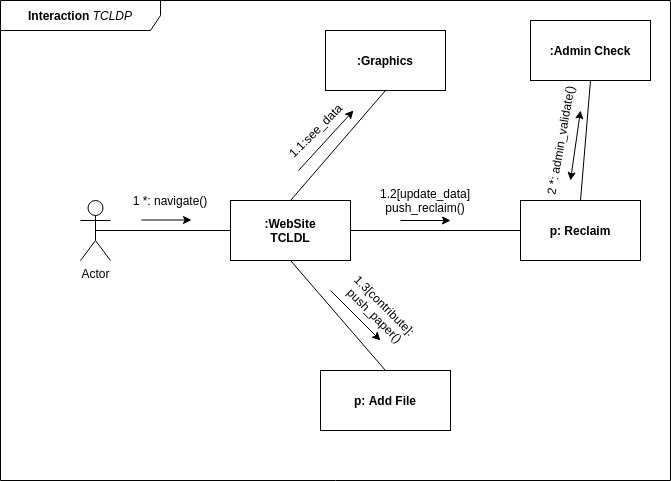 Interaction TCLDP
:Graphics
:Admin Check
1.1:see_data
2 *: admin_validate()
1 *: navigate()
:WebSite
TCLDL
1.2[update_data]
push_reclaim()
p: Reclaim
Actor
1.3[contribute]:
push_paper()
p: Add File